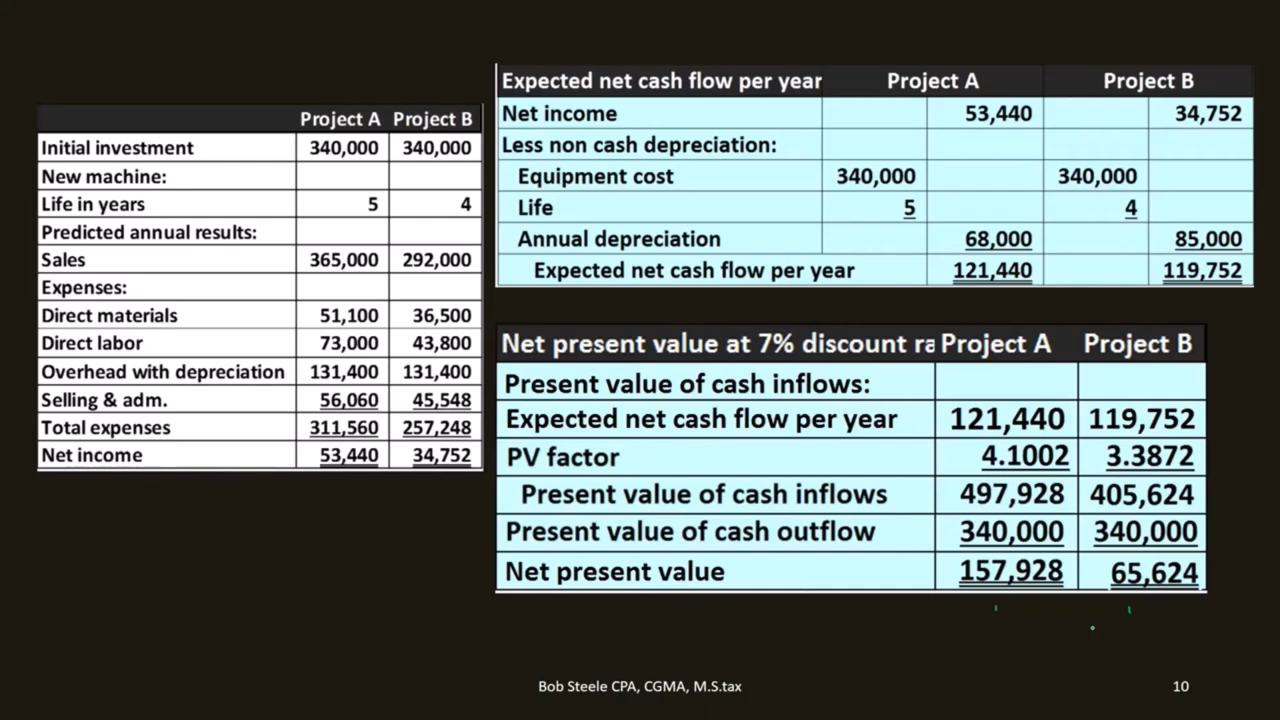 Project A Project B
Initial investment 340,000 340,000
New machine:
Life in years 5 4
Predicted annual results:
Sales 365,000 292,000
Expenses:
Direct materials 51,100 36,500
Direct labor 73,000 43,800
Overhead with depreciation 131,400 131,400
Selling & adm. 56,060 45,548
Total expenses 311,560 257,248
Net income 53,440 34,752
Expected net cash flow per year Project A Project B
Net income 53,440 34,752
Less non cash depreciation:
Equipment cost 340,000 340,000
Life 5 4
Annual depreciation 68,000 85,000
Expected net cash flow per year 121,440 119,752
Net present value at 7% discount ra Project A Project B
Present value of cash inflows:
Expected net cash flow per year 121,440 119,752
PV factor 4.1002 3.3872
Present value of cash inflows 497,928 405,624
Present value of cash outflow 340,000 340,000
Net present value 157,928 65,624
Bob Steele CPA, CGMA, M.S.tax 10